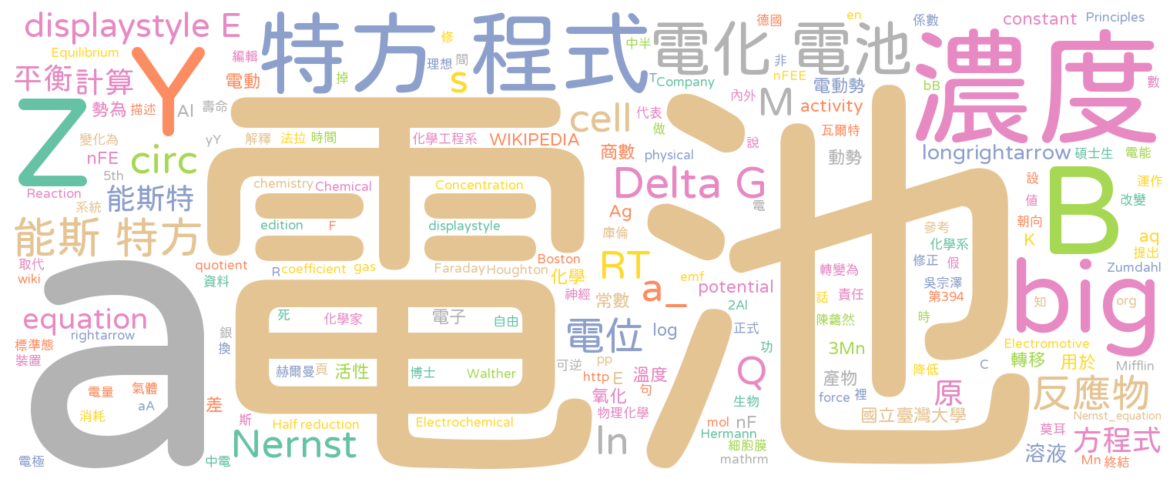 displaystyle E
特方程式
電化 電池
濃度
constant
Principles
Equilibrium
編輯
修
間
理想
s
掉
中半
德國
en
係數
T
Company
非
nFEE
平衡
計算
Y
電動
電動勢
bB
數
勢為
描述
Al
壽命
cell
內外
代表
做
M
activity
瓦爾特
Z
變化為
yY
解釋
法拉
時間
化學工程系
WIKIPEDIA
商數
physical
說
動勢
longrightarrow
碩士生
電能
nFE
5th
circ
Reaction
系統
能斯特
chemistry
Chemical
Concentration
Delta G
設
值
運作
改變
B
edition
F
displaystyle
Ag
庫倫
電
朝向
K
aq
提出
能斯 特方
參考
化學系
修正
假
取代
wiki
quotient
資料
R
coefficient
gas
Faraday
Houghton
Boston
化學
RT
emf
轉變為
吳宗澤
第394
Zumdahl
a
電池
神經
常數
a_
potential
2Al
話
責任
big
知
org
equation
rightarrow
銀
換
死
化學家
電子
自由
電位
log
正式
陳藹然
時
標準態
裝置
功
3Mn
Electromotive
赫爾曼
頁
活性
博士
Walther
可逆
pp
http
E
句
溫度
Q
降低
C
轉移
用於
Mifflin
電量
氣體
消耗
aA
差
斯
氧化
物理化學
生物
產物
force
裡
原
反應物
Half reduction
Electrochemical
mol
nF
Hermann
國立臺灣大學
Nernst_equation
電極
中電
Nernst
ln
細胞膜
mathrm
莫耳
溶液
方程式
Mn
終結